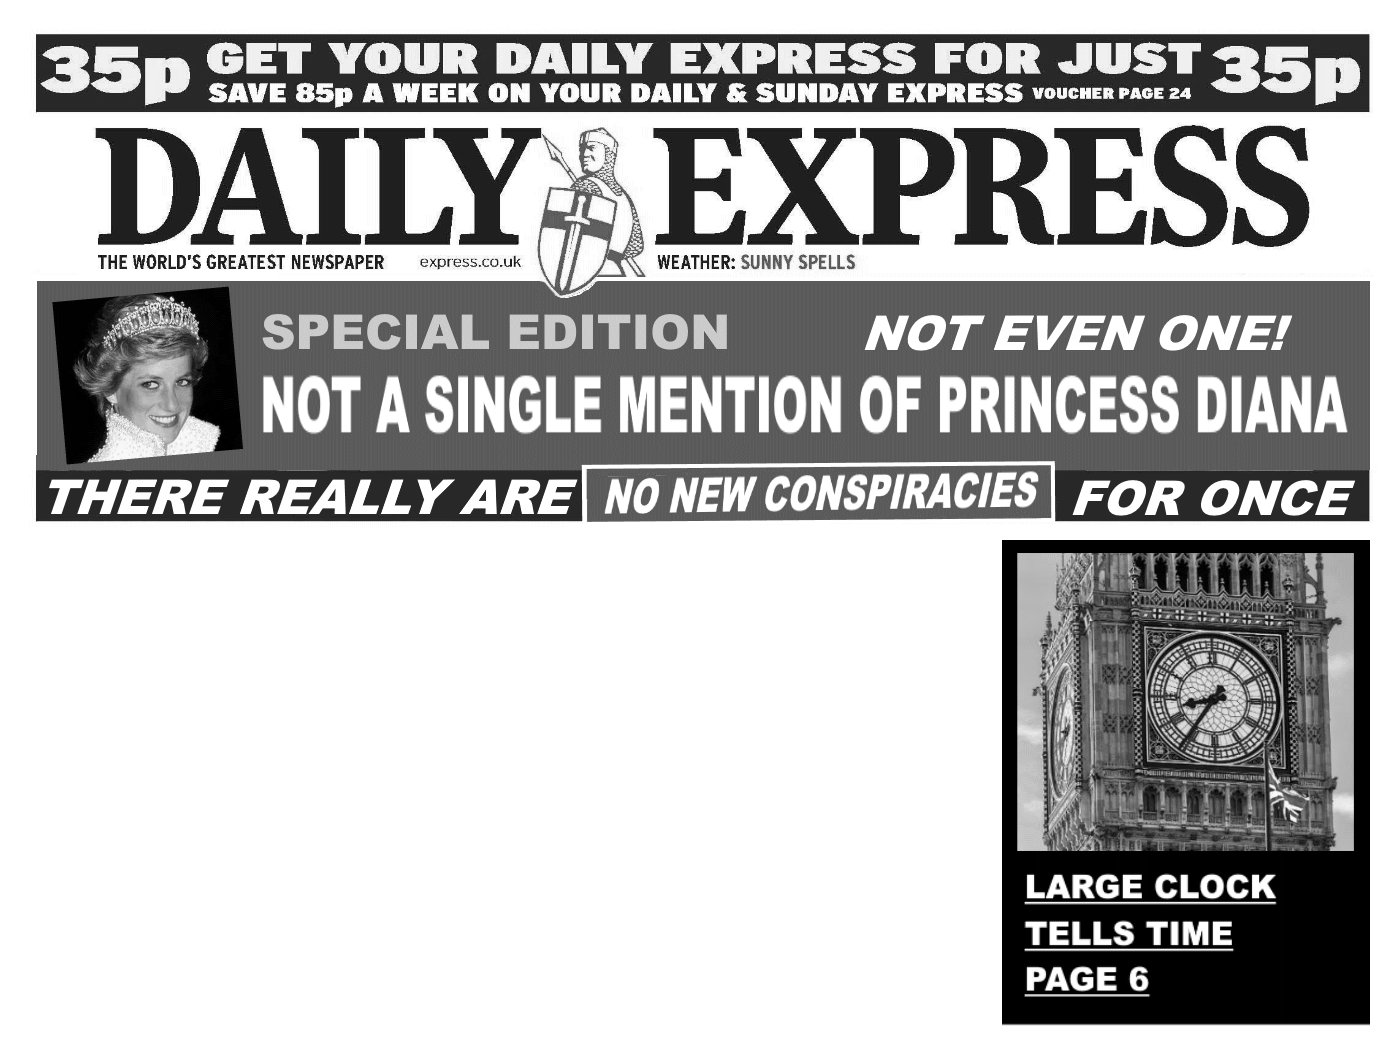 35p GET YOUR DAILY EXPRESS FOR JUST 35p
SAVE 85p A WEEK ON YOUR DAILY & SUNDAY EXPRESS VOUCHER PAGE 24
DAILY EXPRESS
THE WORLD'S GREATEST NEWSPAPER express.co.uk WEATHER: SUNNY SPELLS
SPECIAL EDITION NOT EVEN ONE!
NOT A SINGLE MENTION OF PRINCESS DIANA
THERE REALLY ARE NO NEW CONSPIRACIES FOR ONCE
LARGE CLOCK
TELLS TIME
PAGE 6